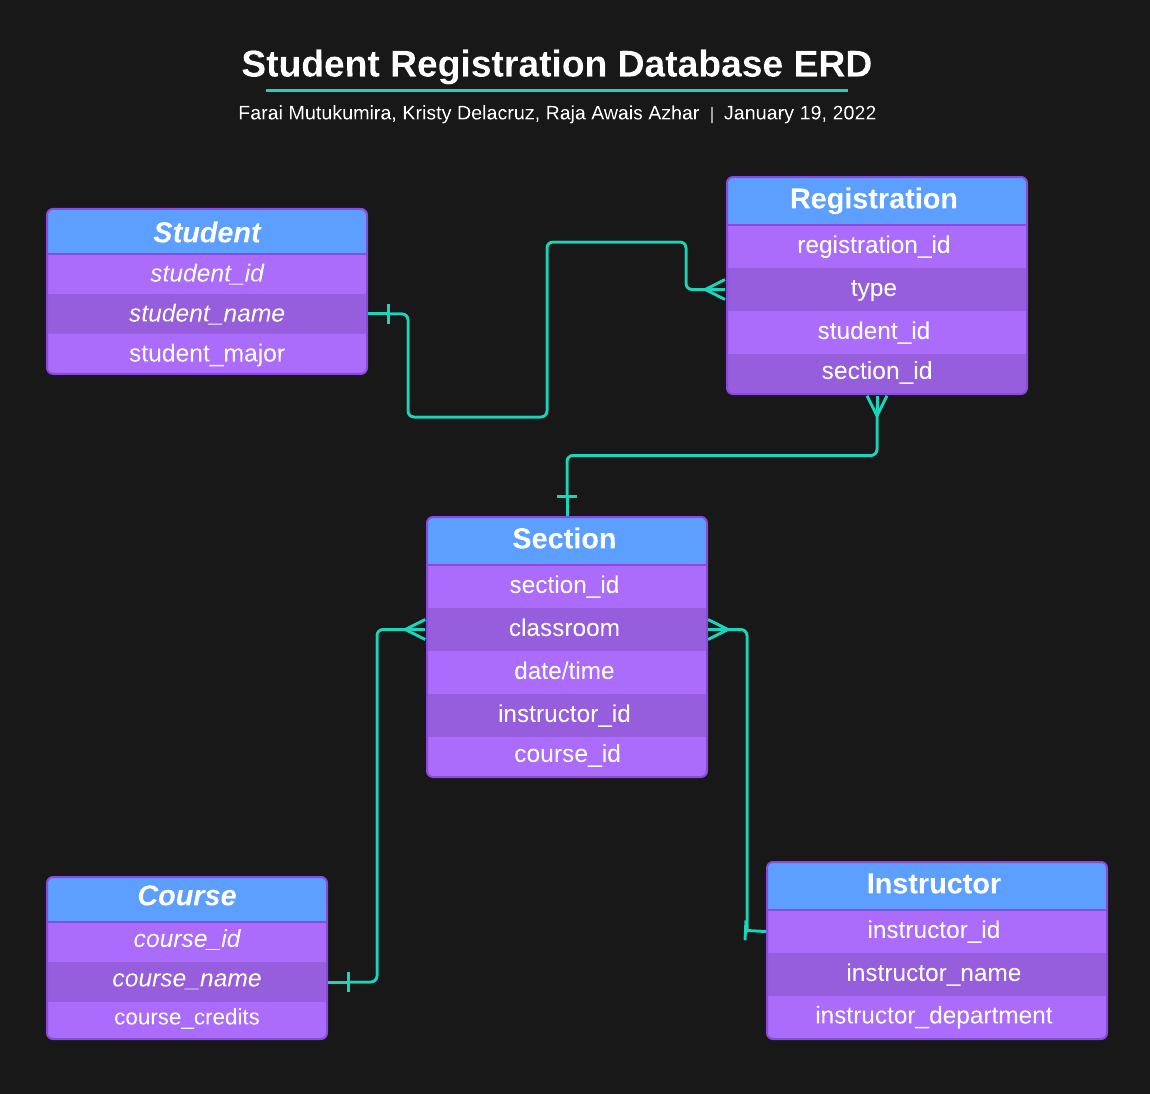 Student Registration Database ERD
Farai Mutukumira, Kristy Delacruz, Raja Awais Azhar | January 19, 2022
Student
student_id
student_name
student_major
Registration
registration_id
type
student_id
section_id
Section
section_id
classroom
date/time
instructor_id
course_id
Course
course_id
course_name
course_credits
Instructor
instructor_id
instructor_name
instructor_department